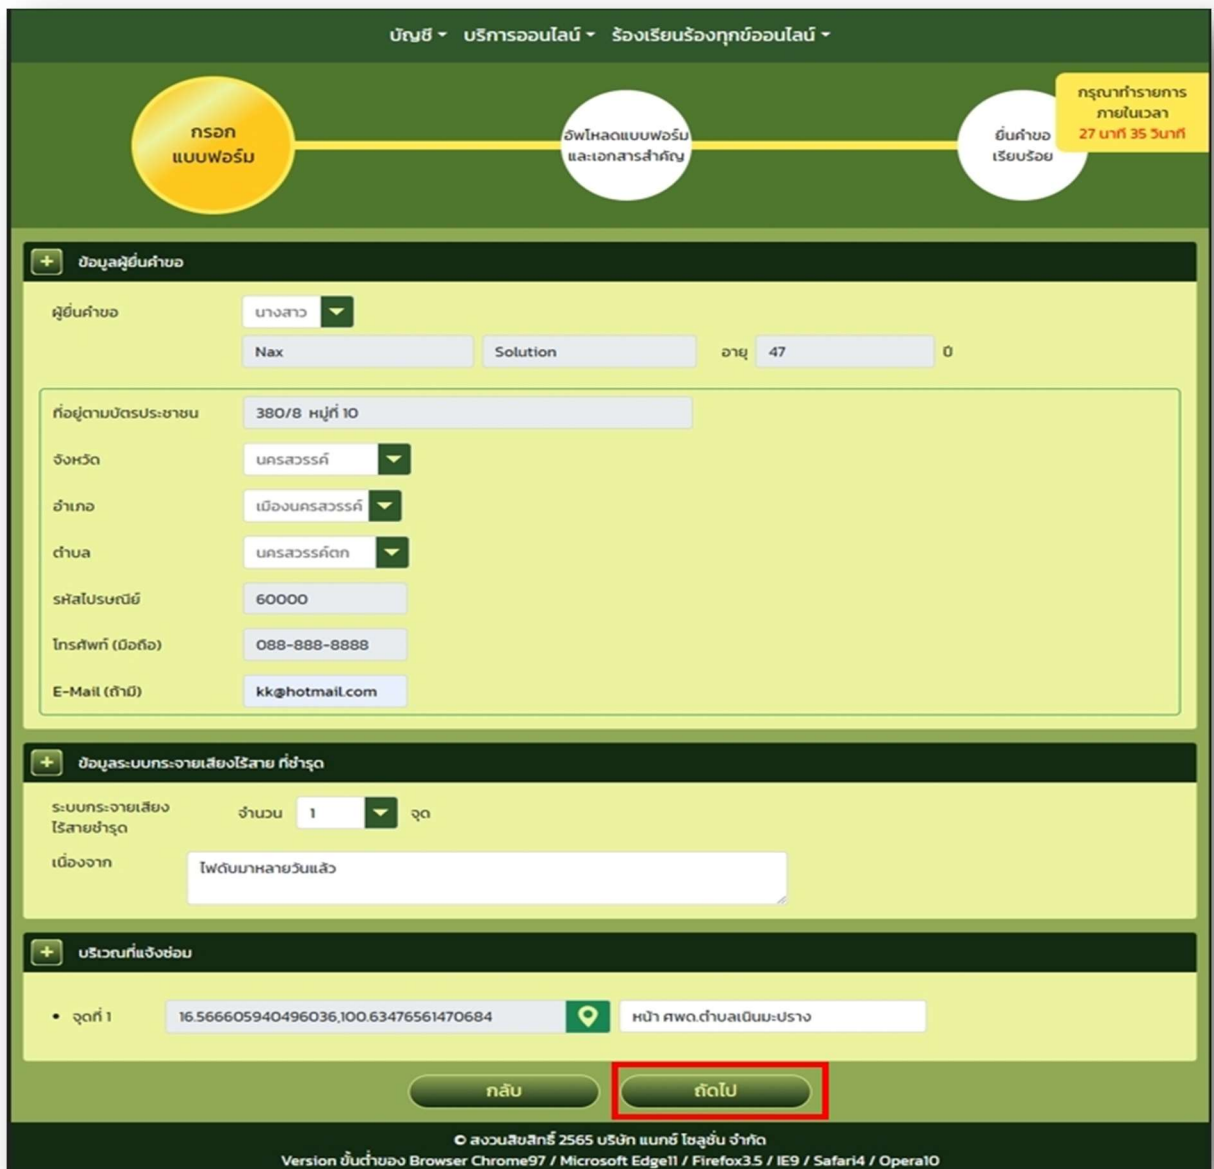 บัญชี บริการออนไลน์ ร้องเรียนร้องทุกข์ออนไลน์
กรุณาทำรายการ
ภายในเวลา
27 นาที 35 วินาที
กรอก
แบบฟอร์ม
อัพโหลดแบบฟอร์ม
และเอกสารสำคัญ
ยื่นคำขอ
เรียบร้อย
+ ข้อมูลผู้ยื่นคำขอ
ผู้ยื่นคำขอ นางสาว
Nax Solution อายุ 47 ปี
ที่อยู่ตามบัตรประชาชน 380/8 หมู่ที่ 10
จังหวัด นครสวรรค์
อำเภอ เมืองนครสวรรค์
ตำบล นครสวรรค์ตก
รหัสไปรษณีย์ 60000
โทรศัพท์ (มือถือ) 088-888-8888
E-Mail (ถ้ามี) kk@hotmail.com
+ ข้อมูลระบบกระจายเสียงไร้สาย ที่ชำรุด
ระบบกระจายเสียง
ไร้สายชำรุด จำนวน 1 จุด
เนื่องจาก ไฟดับมาหลายวันแล้ว
+ บริเวณที่แจ้งซ่อม
• จุดที่ 1 16.566605940496036,100.63476561470684 หน้า ศพด.ตำบลเนินมะปราง
กลับ ถัดไป
© สงวนสิขสิทธิ์ 2565 บริษัท แนกซ์ โซลูชั่น จำกัด
Version ขั้นต่ำของ Browser Chrome97 / Microsoft Edge11 / Firefox3.5 / IE9 / Safari4 / Opera10